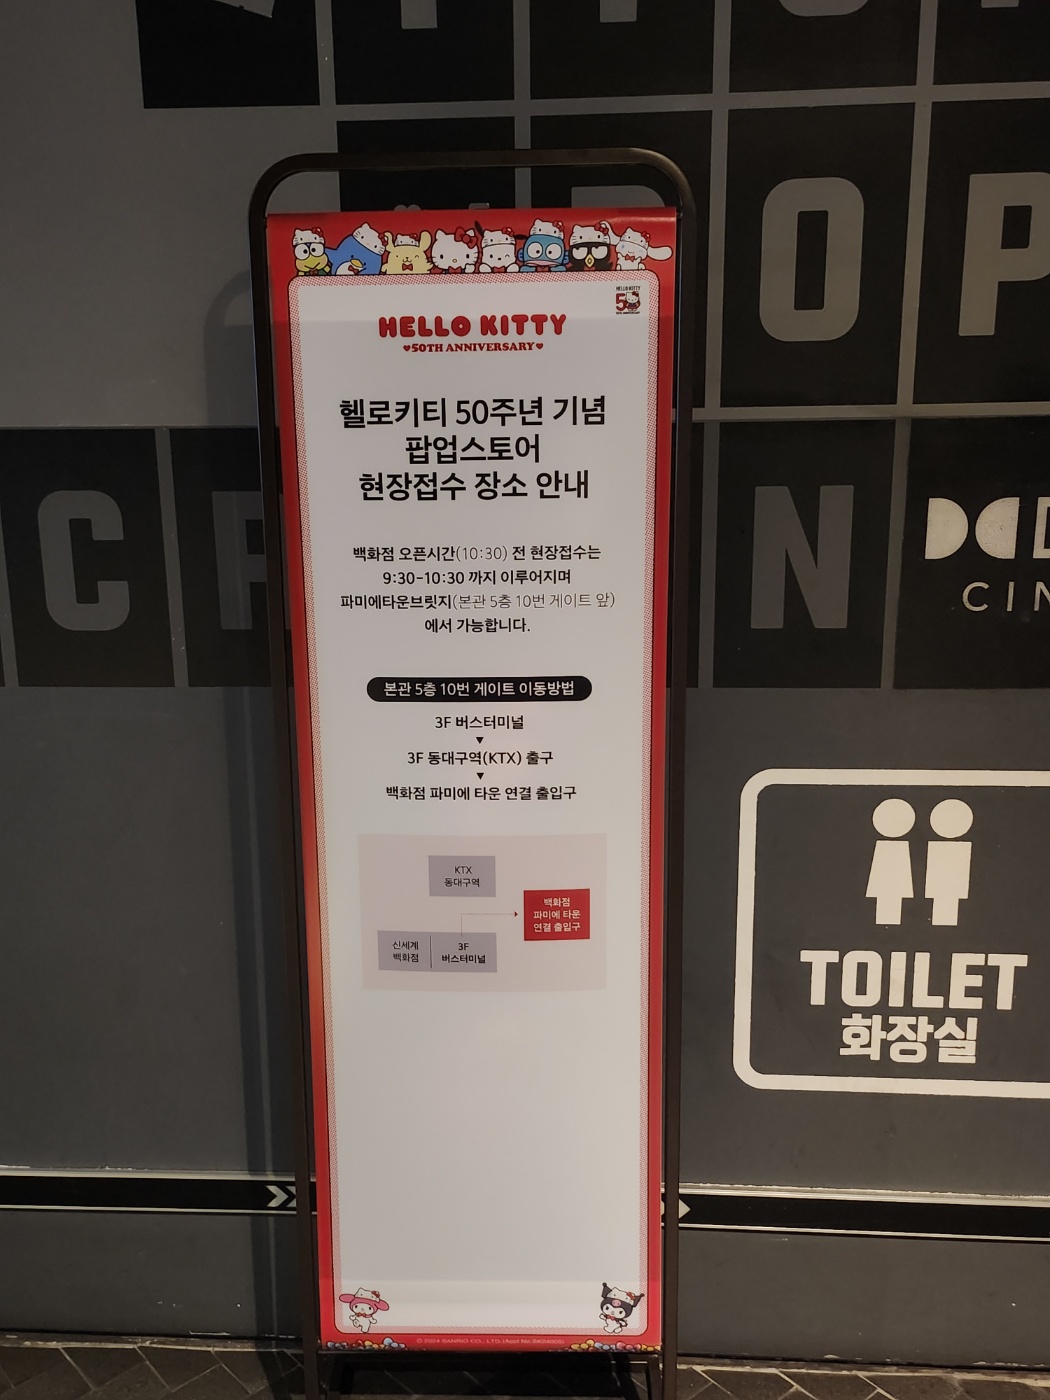 HELLO KITTY
50TH ANNIVERSARY
헬로키티 50주년 기념
팝업스토어
현장접수 장소 안내
백화점 오픈시간(10:30) 전 현장접수는
9:30-10:30 까지 이루어지며
파미에타운브릿지(본관 5층 10번 게이트 앞)
에서 가능합니다.
본관 5층 10번 게이트 이동방법
3F 버스터미널
▼
3F 동대구역(KTX) 출구
▼
백화점 파미에 타운 연결 출입구
KTX
동대구역
백화점
파미에 타운
연결 출입구
신세계
백화점
3F
버스터미널
TOILET
화장실